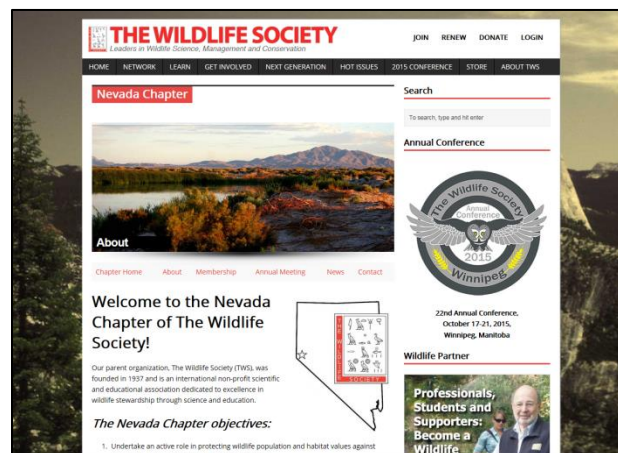 THE WILDLIFE SOCIETY
Leaders in Wildlife Science, Management and Conservation
JOIN RENEW DONATE LOGIN
HOME NETWORK LEARN GET INVOLVED NEXT GENERATION HOT ISSUES 2015 CONFERENCE STORE ABOUT TWS
Nevada Chapter
About
Chapter Home About Membership Annual Meeting News Contact
Welcome to the Nevada
Chapter of The Wildlife
Society!
Our parent organization, The Wildlife Society (TWS), was
founded in 1937 and is an international non-profit scientific
and educational association dedicated to excellence in
wildlife stewardship through science and education.
The Nevada Chapter objectives:
1. Undertake an active role in protecting wildlife population and habitat values against
THE WILDLIFE
SOCIETY
Search
To search, type and hit enter
Annual Conference
The Wildlife Society
Annual
Conference
2015
Winnipeg
22nd Annual Conference,
October 17-21, 2015,
Winnipeg, Manitoba
Wildlife Partner
Professionals,
Students and
Supporters:
Become a
Wildlife